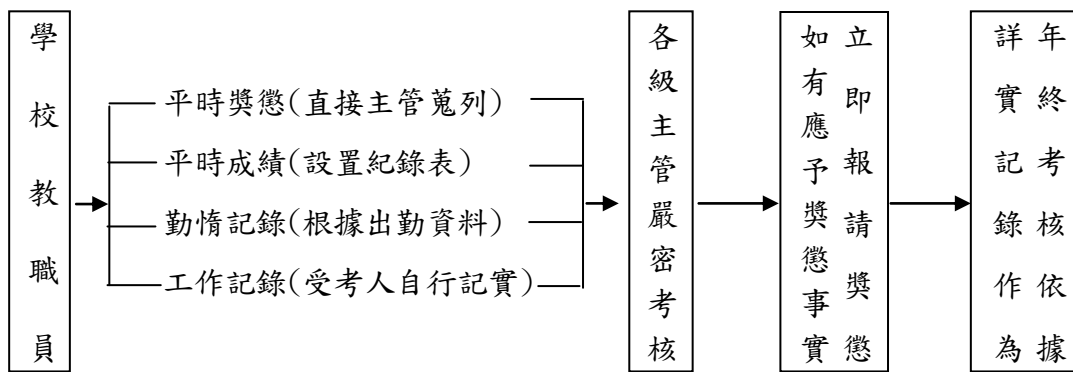 學校教職員
平時獎懲(直接主管蒐列)
平時成績(設置紀錄表)
勤惰記錄(根據出勤資料)
工作記錄(受考人自行記實)
各級主管嚴密考核
如有應予獎懲事實
立即報請獎懲
詳實記錄作為
年終考核依據